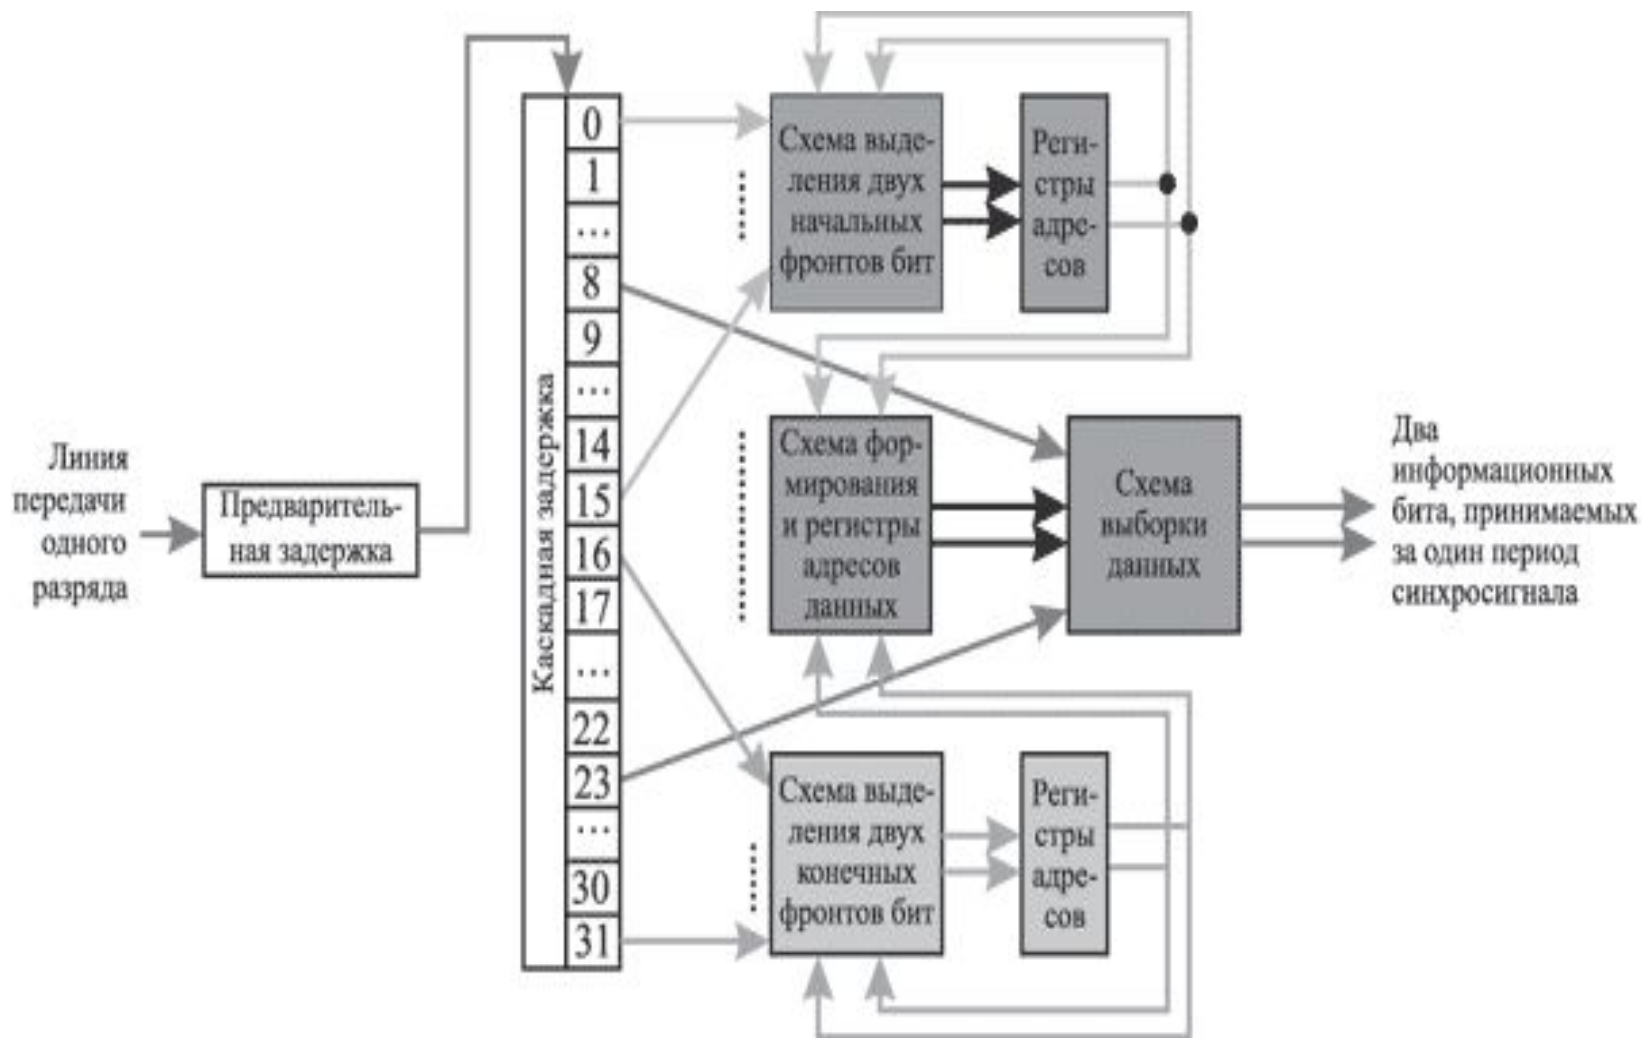 Линия
передачи
одного
разряда
Предваритель-
ная задержка
Каскадная задержка
0
1
...
8
9
...
14
15
16
17
...
22
23
...
30
31
Схема выде-
ления двух
начальных
фронтов бит
Реги-
стры
адре-
сов
Схема фор-
мирования
и регистры
адресов
данных
Схема
выборки
данных
Два
информационных
бита, принимаемых
за один период
синхросигнала
Схема выде-
ления двух
конечных
фронтов бит
Реги-
стры
адре-
сов